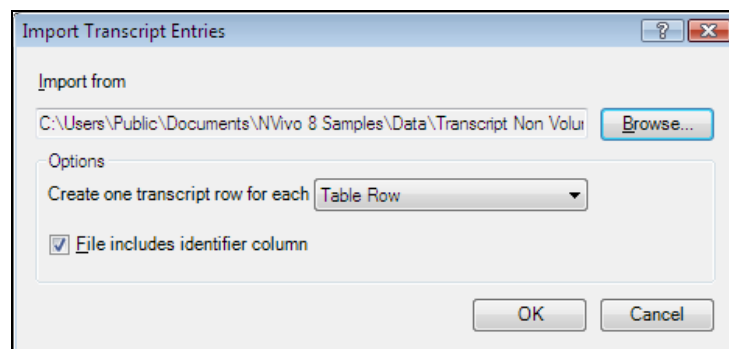 Import Transcript Entries
Import from
C:\Users\Public\Documents\NVivo 8 Samples\Data\Transcript Non Volur
Browse...
Options
Create one transcript row for each Table Row
File includes identifier column
OK Cancel